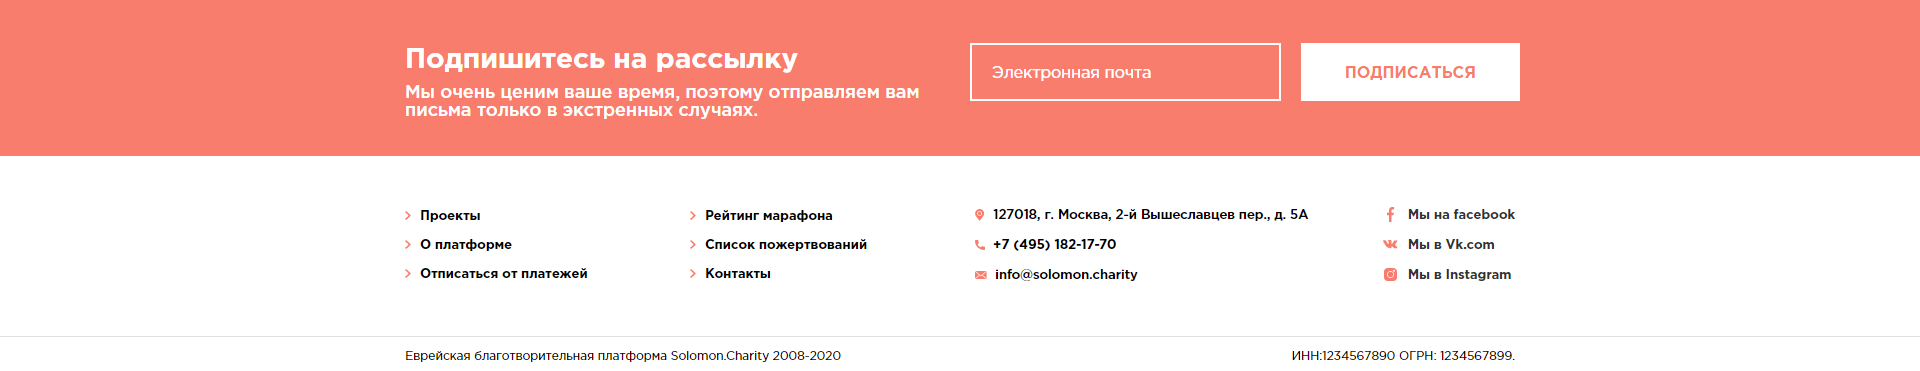 Подпишитесь на рассылку
Мы очень ценим ваше время, поэтому отправляем вам
письма только в экстренных случаях.
Электронная почта
ПОДПИСАТЬСЯ
Проекты
О платформе
Отписаться от платежей
Рейтинг марафона
Список пожертвований
Контакты
127018, г. Москва, 2-й Вышеславцев пер., д. 5А
+7 (495) 182-17-70
info@solomon.charity
Мы на facebook
Мы в Vk.com
Мы в Instagram
Еврейская благотворительная платформа Solomon.Charity 2008-2020
ИНН:1234567890 ОГРН: 1234567899.